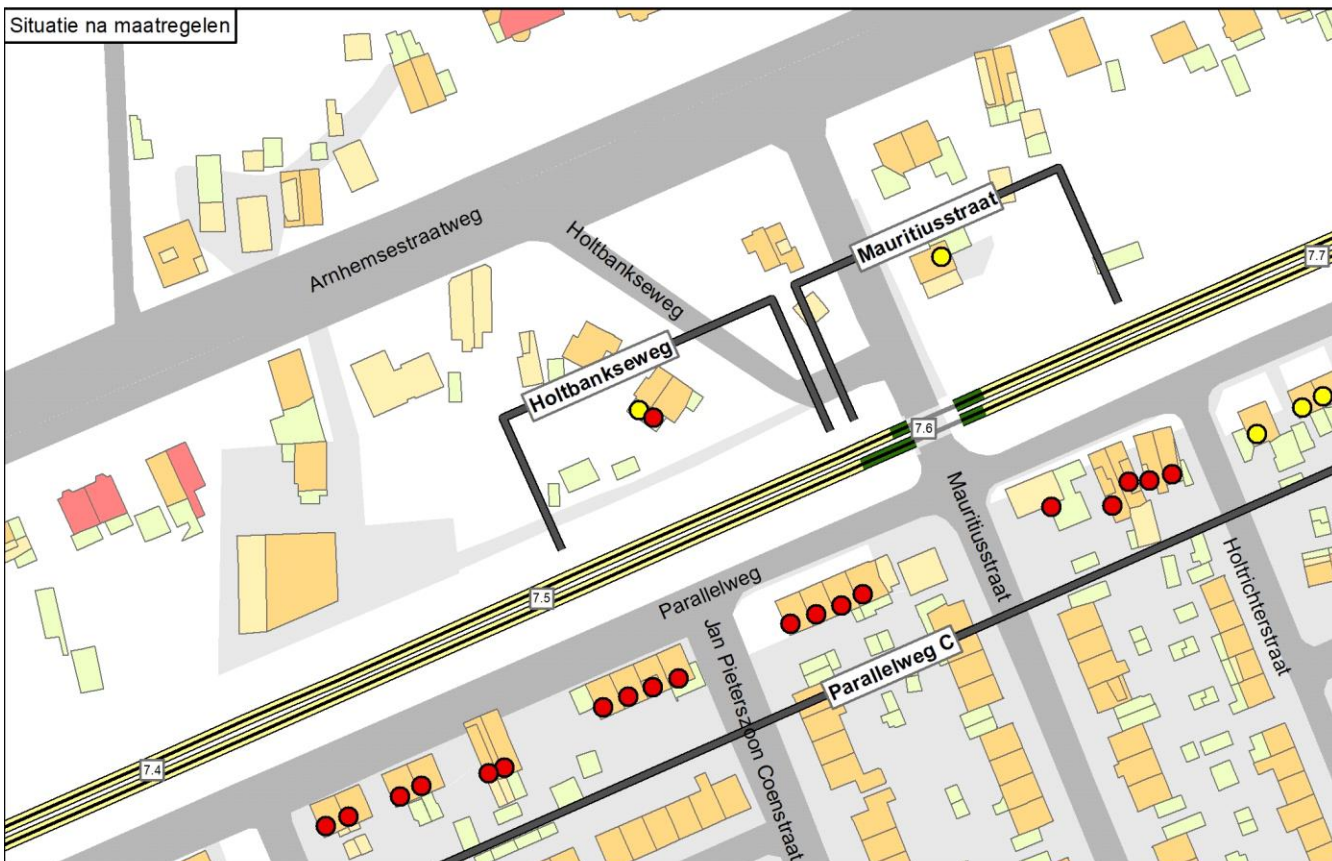 Situatie na maatregelen
Arnhemsestraatweg
Holtbankseweg
Mauritiusstraat
7.7
Holtbankseweg
7.6
7.5
Mauritiusstraat
Parallelweg
Holtrichterstraat
Parallelweg C
Jan Pieterszoon Coenstraat
7.4